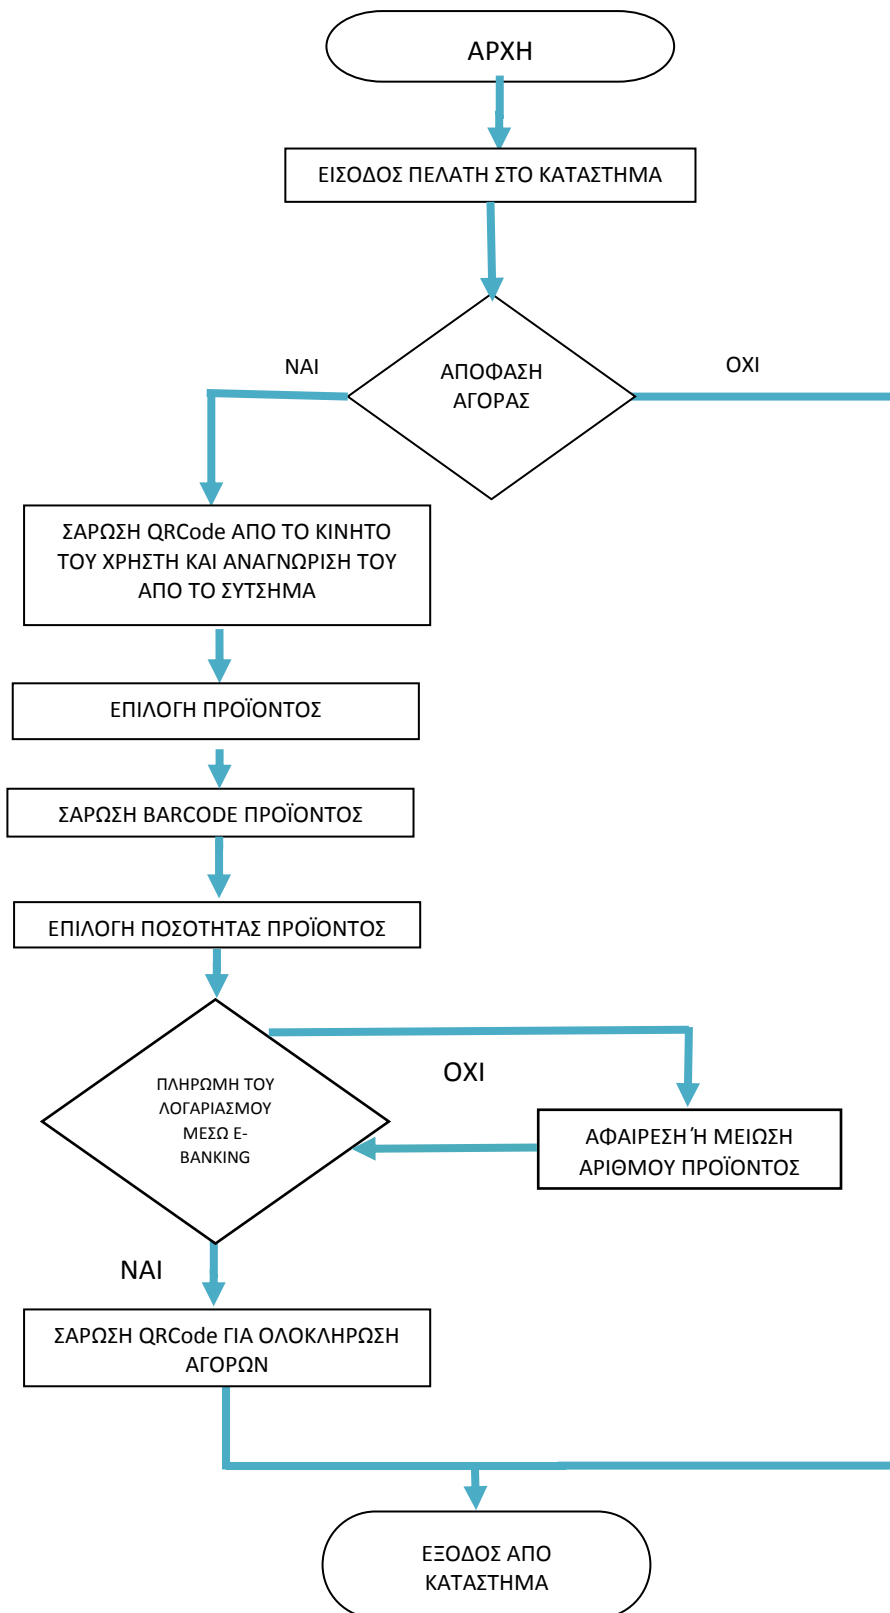 ΑΡΧΗ
ΕΙΣΟΔΟΣ ΠΕΛΑΤΗ ΣΤΟ ΚΑΤΑΣΤΗΜΑ
ΝΑΙ
ΑΠΟΦΑΣΗ
ΑΓΟΡΑΣ
ΟΧΙ
ΣΑΡΩΣΗ QRCode ΑΠΟ ΤΟ ΚΙΝΗΤΟ
ΤΟΥ ΧΡΗΣΤΗ ΚΑΙ ΑΝΑΓΝΩΡΙΣΗ ΤΟΥ
ΑΠΟ ΤΟ ΣΥΤΣΗΜΑ
ΕΠΙΛΟΓΗ ΠΡΟΪΟΝΤΟΣ
ΣΑΡΩΣΗ BARCODE ΠΡΟΪΟΝΤΟΣ
ΕΠΙΛΟΓΗ ΠΟΣΟΤΗΤΑΣ ΠΡΟΪΟΝΤΟΣ
ΠΛΗΡΩΜΗ ΤΟΥ
ΛΟΓΑΡΙΑΣΜΟΥ
ΜΕΣΩ E-
BANKING
ΟΧΙ
ΑΦΑΙΡΕΣΗ Ή ΜΕΙΩΣΗ
ΑΡΙΘΜΟΥ ΠΡΟΪΟΝΤΟΣ
ΝΑΙ
ΣΑΡΩΣΗ QRCode ΓΙΑ ΟΛΟΚΛΗΡΩΣΗ
ΑΓΟΡΩΝ
ΕΞΟΔΟΣ ΑΠΟ
ΚΑΤΑΣΤΗΜΑ